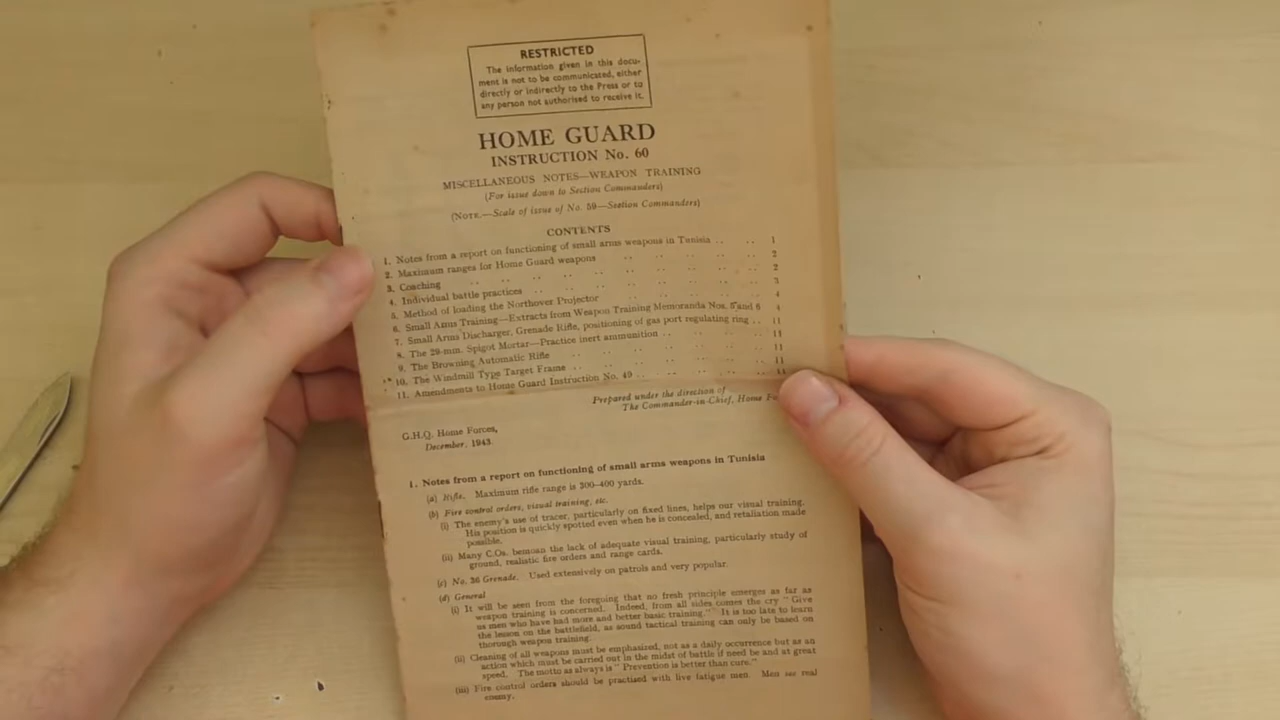 RESTRICTED
The information given in this docu-
ment is not to be communicated, either
directly or indirectly to the Press or to
any person not authorised to receive it.
HOME GUARD
INSTRUCTION No. 60
MISCELLANEOUS NOTES—WEAPON TRAINING
(For issue down to Section Commanders)
(NOTE.—Scale of issue of No. 59—Section Commanders)
CONTENTS
1. Notes from a report on functioning of small arms weapons in Tunisia .. .. 1
2. Maximum ranges for Home Guard weapons .. .. .. .. 2
3. Coaching .. .. .. .. .. .. .. 2
4. Individual battle practices .. .. .. .. .. .. 3
5. Method of loading the Northover Projector .. .. .. .. 4
6. Small Arms Training—Extracts from Weapon Training Memoranda Nos. 5 and 6 4
7. Small Arms Discharger, Grenade Rifle, positioning of gas port regulating ring .. 11
8. The 29-mm. Spigot Mortar—Practice inert ammunition .. .. .. 11
9. The Browning Automatic Rifle .. .. .. .. .. 11
10. The Windmill Type Target Frame .. .. .. .. .. 11
11. Amendments to Home Guard Instruction No. 49 .. .. .. .. 11
Prepared under the direction of
The Commander-in-Chief, Home
G.H.Q. Home Forces,
December, 1943.
1. Notes from a report on functioning of small arms weapons in Tunisia
(a) Rifle. Maximum rifle range is 300–400 yards.
(b) Fire control orders, visual training, etc.
(i) The enemy's use of tracer, particularly on fixed lines, helps our visual training.
His position is quickly spotted even when he is concealed, and retaliation made
possible.
(ii) Many C.Os. bemoan the lack of adequate visual training, particularly study of
ground, realistic fire orders and range cards.
(c) No. 36 Grenade. Used extensively on patrols and very popular.
(d) General
(i) It will be seen from the foregoing that no fresh principle emerges as far as
weapon training is concerned. Indeed, from all sides comes the cry "Give
us men who have had more and better basic training." It is too late to learn
the lesson on the battlefield, as sound tactical training can only be based on
thorough weapon training.
(ii) Cleaning of all weapons must be emphasized, not as a daily occurrence but as an
action which must be carried out in the midst of battle if need be and at great
speed. The motto as always is "Prevention is better than cure."
(iii) Fire control orders should be practised with live fatigue men. Men see real
enemy.